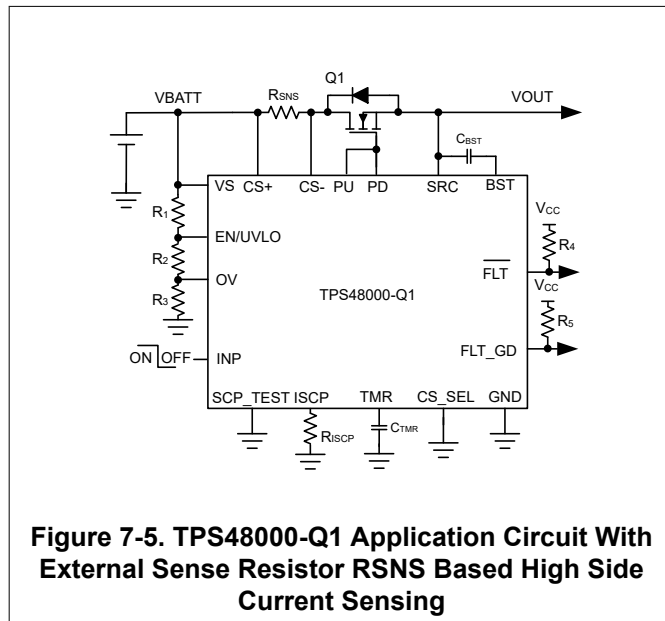 Q1
VBATT
RSNS
VOUT
CBST
VS
CS+
CS-
PU
PD
SRC
BST
R1
EN/UVLO
R2
OV
R3
TPS48000-Q1
VCC
R4
FLT
VCC
R5
FLT_GD
ON
OFF
INP
SCP_TEST
ISCP
TMR
CS_SEL
GND
RISCP
CTMR
Figure 7-5. TPS48000-Q1 Application Circuit With
External Sense Resistor RSNS Based High Side
Current Sensing